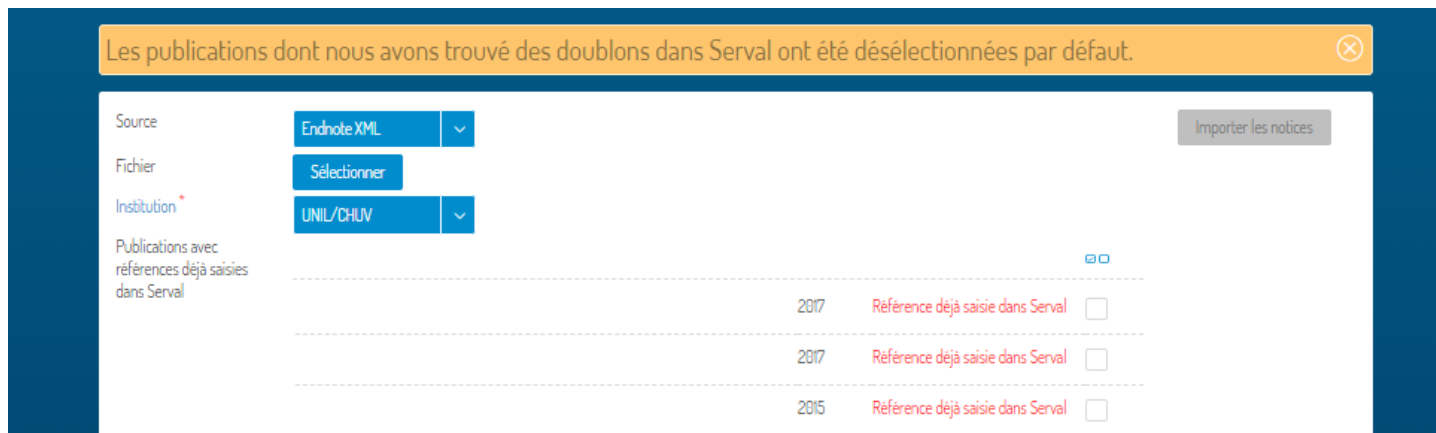 Les publications dont nous avons trouvé des doublons dans Serval ont été désélectionnées par défaut.
Source
Endnote XML
Importer les notices
Fichier
Sélectionner
Institution *
UNIL/CHUV
Publications avec
références déjà saisies
dans Serval
2017 Référence déjà saisie dans Serval
2017 Référence déjà saisie dans Serval
2015 Référence déjà saisie dans Serval